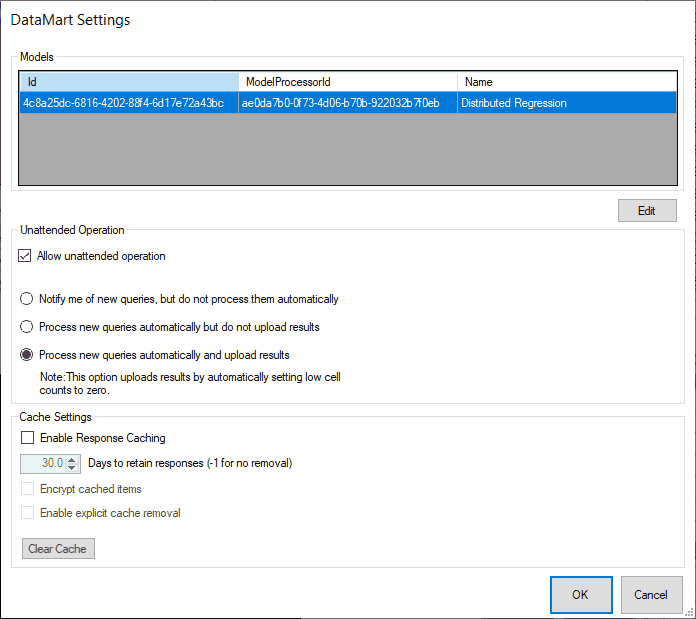 DataMart Settings
Models
Id ModelProcessorId Name
4c8a25dc-6816-4202-88f4-6d17e72a43bc ae0da7b0-0f73-4d06-b70b-922032b7f0eb Distributed Regression
Edit
Unattended Operation
Allow unattended operation
Notify me of new queries, but do not process them automatically
Process new queries automatically but do not upload results
Process new queries automatically and upload results
Note:This option uploads results by automatically setting low cell
counts to zero.
Cache Settings
Enable Response Caching
30.0 Days to retain responses (-1 for no removal)
Encrypt cached items
Enable explicit cache removal
Clear Cache
OK Cancel